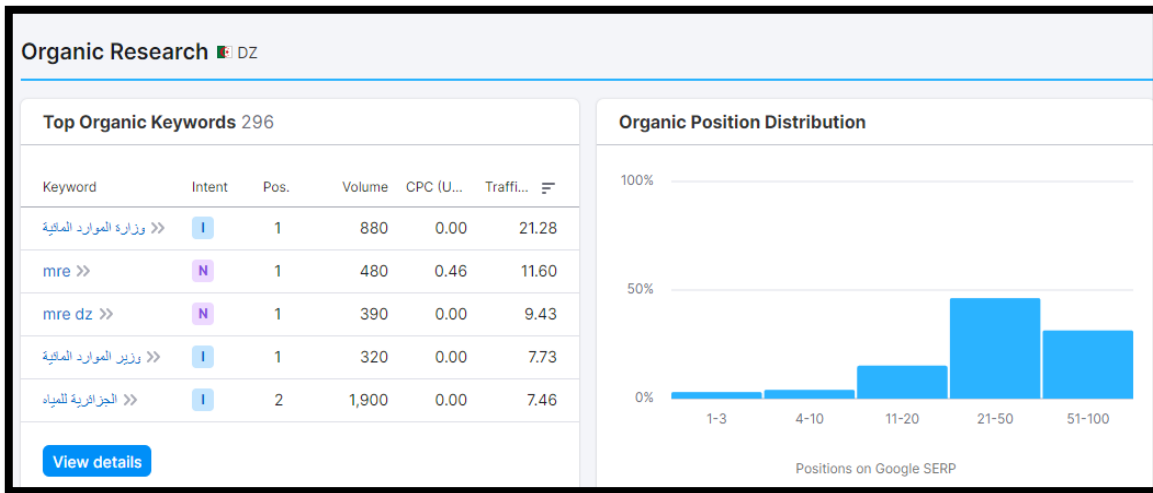 Organic Research DZ
Top Organic Keywords 296
Keyword Intent Pos. Volume CPC (U... Traffi...
وزارة الموارد المائية I 1 880 0.00 21.28
mre N 1 480 0.46 11.60
mre dz N 1 390 0.00 9.43
وزير الموارد المائية I 1 320 0.00 7.73
الجزائرية للمياه I 2 1,900 0.00 7.46
View details
Organic Position Distribution
100%
50%
0%
1-3 4-10 11-20 21-50 51-100
Positions on Google SERP